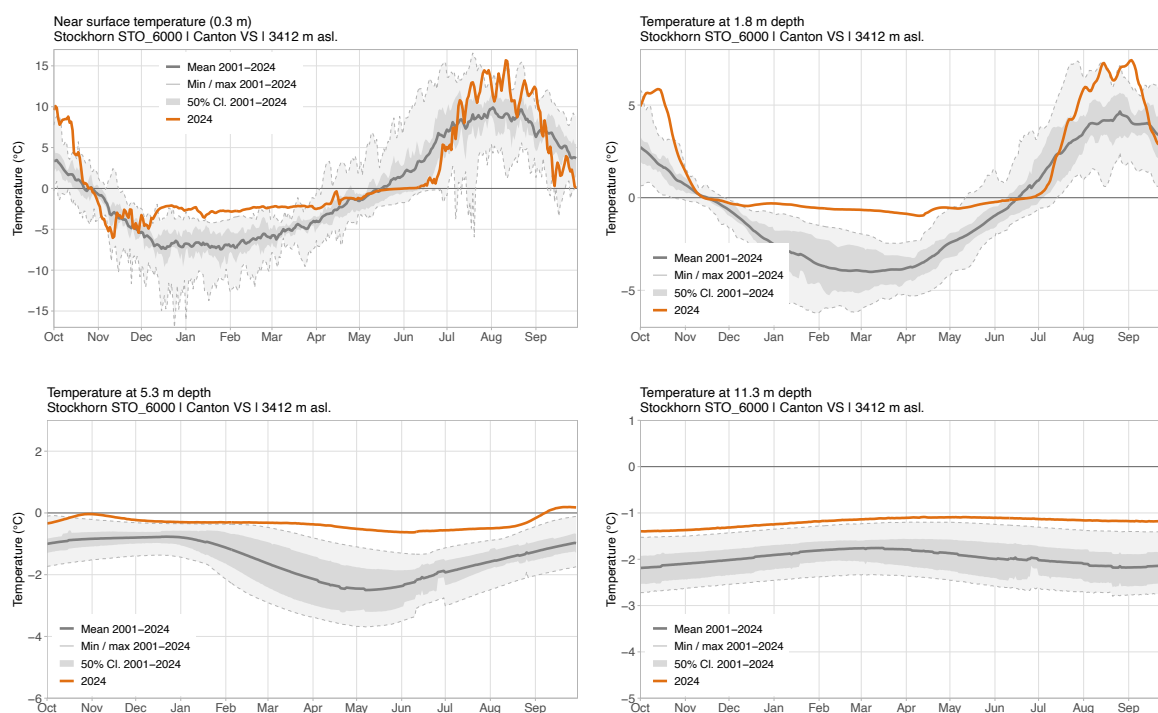 Near surface temperature (0.3 m)
Stockhorn STO_6000 | Canton VS | 3412 m asl.
Temperature (°C)
15
10
5
0
−5
−10
−15
Mean 2001−2024
Min / max 2001−2024
50% CI. 2001−2024
2024
Oct Nov Dec Jan Feb Mar Apr May Jun Jul Aug Sep
Temperature at 1.8 m depth
Stockhorn STO_6000 | Canton VS | 3412 m asl.
Temperature (°C)
5
0
−5
Mean 2001−2024
Min / max 2001−2024
50% CI. 2001−2024
2024
Oct Nov Dec Jan Feb Mar Apr May Jun Jul Aug Sep
Temperature at 5.3 m depth
Stockhorn STO_6000 | Canton VS | 3412 m asl.
Temperature (°C)
2
0
−2
−4
−6
Mean 2001−2024
Min / max 2001−2024
50% CI. 2001−2024
2024
Oct Nov Dec Jan Feb Mar Apr May Jun Jul Aug Sep
Temperature at 11.3 m depth
Stockhorn STO_6000 | Canton VS | 3412 m asl.
Temperature (°C)
1
0
−1
−2
−3
−4
−5
Mean 2001−2024
Min / max 2001−2024
50% CI. 2001−2024
2024
Oct Nov Dec Jan Feb Mar Apr May Jun Jul Aug Sep